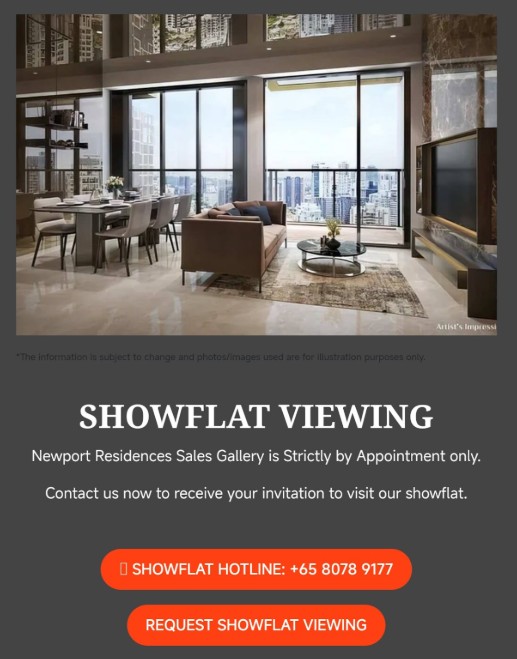 Artist's Impressi
*The information is subject to change and photos/images used are for illustration purposes only.
SHOWFLAT VIEWING
Newport Residences Sales Gallery is Strictly by Appointment only.
Contact us now to receive your invitation to visit our showflat.
SHOWFLAT HOTLINE: +65 8078 9177
REQUEST SHOWFLAT VIEWING